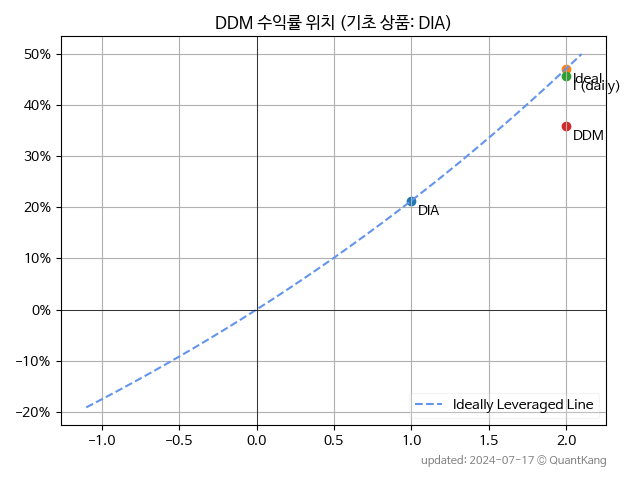 DDM 수익률 위치 (기초 상품: DIA)
50%
40%
30%
20%
10%
0%
−10%
−20%
Ideal
I (daily)
DDM
DIA
Ideally Leveraged Line
−1.0
−0.5
0.0
0.5
1.0
1.5
2.0
updated: 2024-07-17 © QuantKang